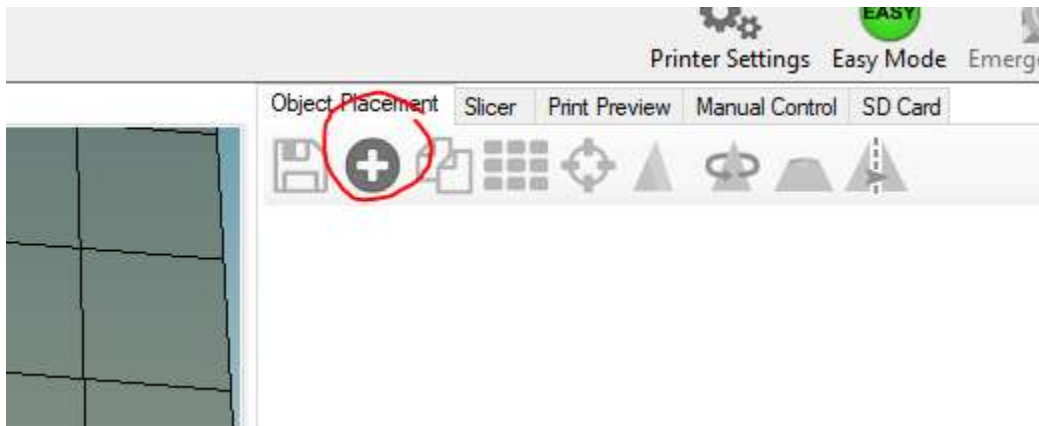 EASY
Printer Settings Easy Mode Emerg
Object Placement Slicer Print Preview Manual Control SD Card